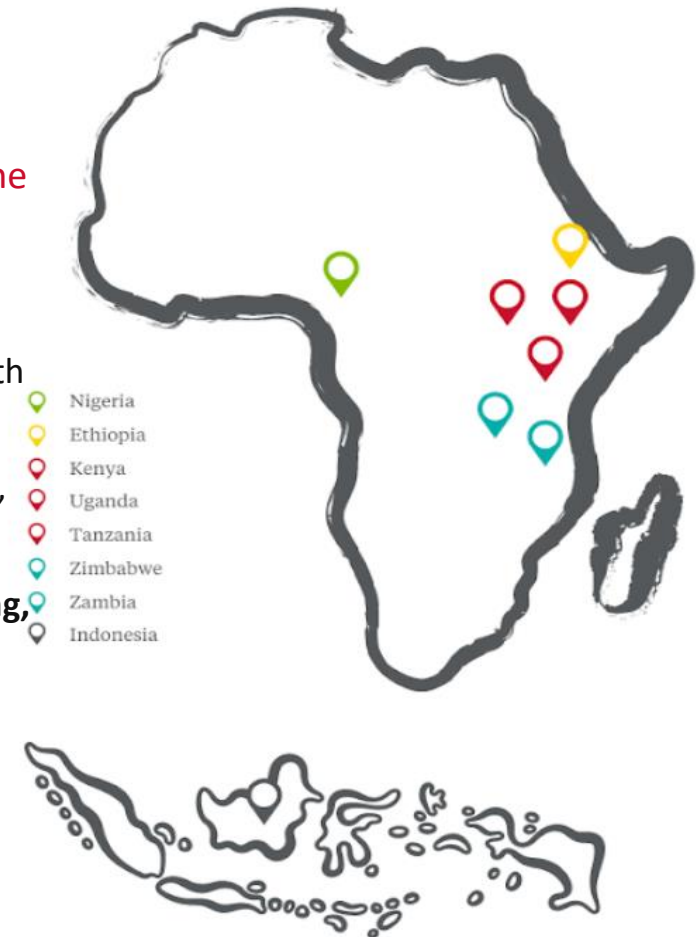 ne
th
Nigeria
Ethiopia
Kenya
,
Uganda
Tanzania
Zimbabwe
g,
Zambia
Indonesia